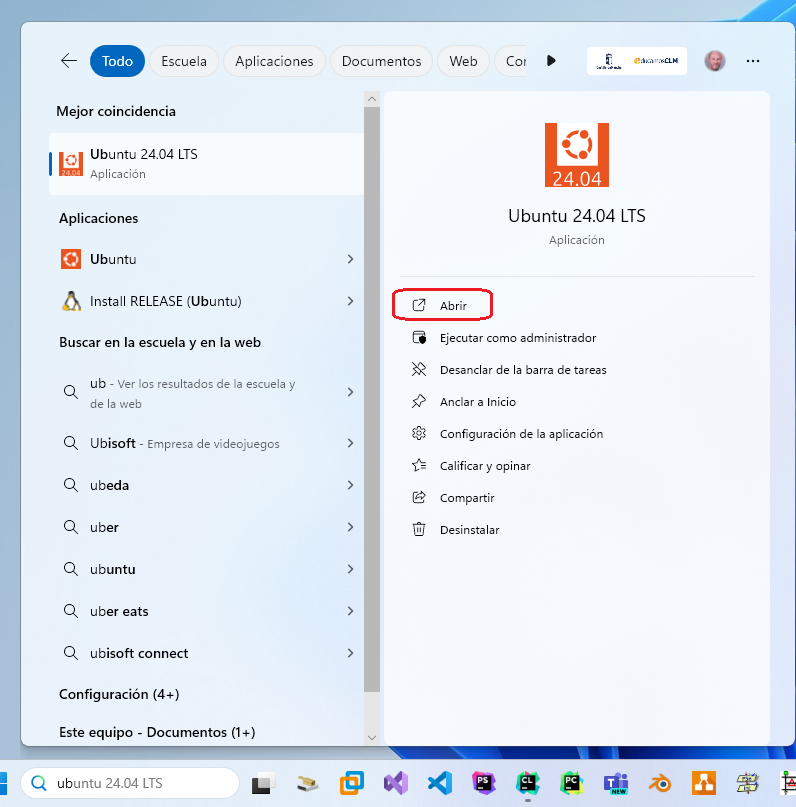 Todo
Escuela
Aplicaciones
Documentos
Web
Cor
educamosCLM
Mejor coincidencia
Ubuntu 24.04 LTS
Aplicación
24.04
Aplicaciones
Ubuntu
Install RELEASE (Ubuntu)
Buscar en la escuela y en la web
ub - Ver los resultados de la escuela y
de la web
Ubisoft - Empresa de videojuegos
ubeda
uber
ubuntu
uber eats
ubisoft connect
Configuración (4+)
Este equipo - Documentos (1+)
24.04
Ubuntu 24.04 LTS
Aplicación
Abrir
Ejecutar como administrador
Desanclar de la barra de tareas
Anclar a Inicio
Configuración de la aplicación
Calificar y opinar
Compartir
Desinstalar
ubuntu 24.04 LTS
PS
CL
PC
NEW